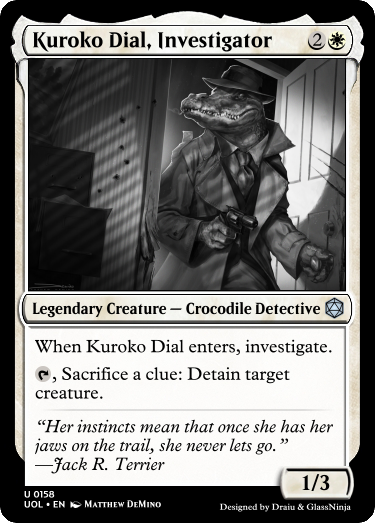 Kuroko Dial, Investigator 2
Legendary Creature — Crocodile Detective
When Kuroko Dial enters, investigate.
, Sacrifice a clue: Detain target
creature.
“Her instincts mean that once she has her
jaws on the trail, she never lets go.”
—Jack R. Terrier
1/3
U 0158
UOL • EN Matthew DeMino
Designed by Draiu & GlassNinja